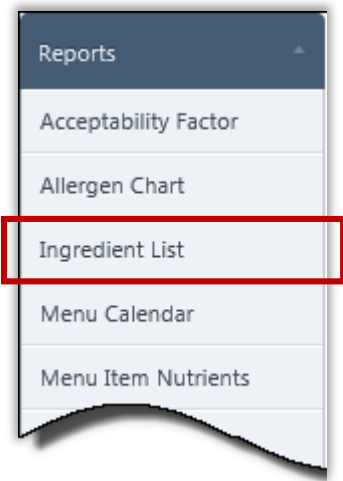 Reports
Acceptability Factor
Allergen Chart
Ingredient List
Menu Calendar
Menu Item Nutrients